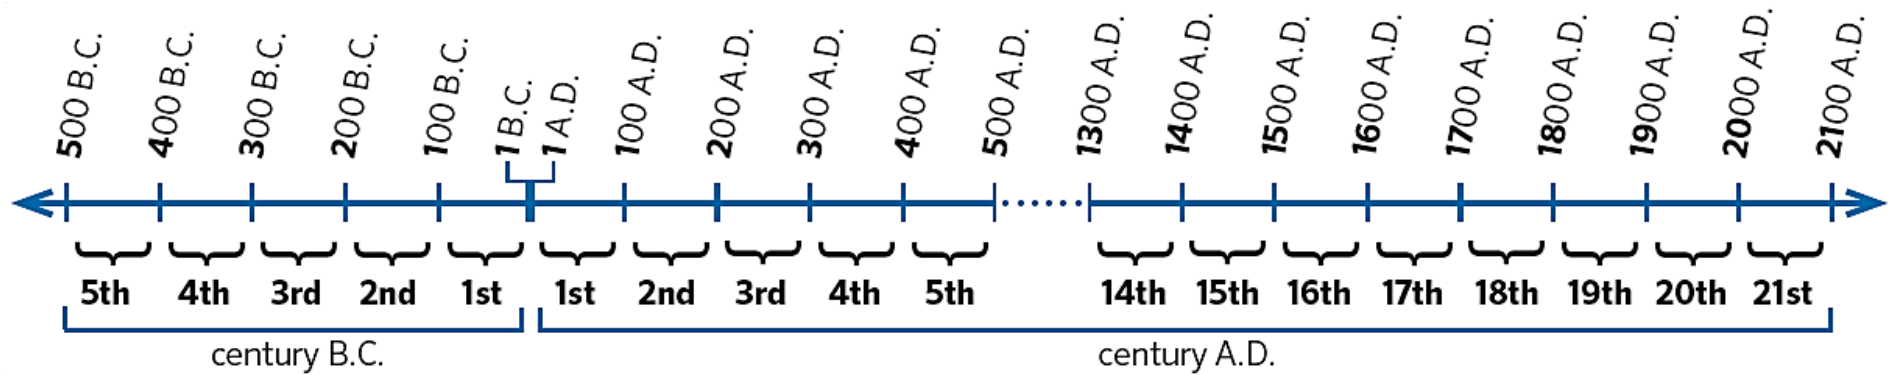 500 B.C. 400 B.C. 300 B.C. 200 B.C. 100 B.C. 1 B.C. 1 A.D. 100 A.D. 200 A.D. 300 A.D. 400 A.D. 500 A.D. 1300 A.D. 1400 A.D. 1500 A.D. 1600 A.D. 1700 A.D. 1800 A.D. 1900 A.D. 2000 A.D. 2100 A.D.
5th 4th 3rd 2nd 1st 1st 2nd 3rd 4th 5th 14th 15th 16th 17th 18th 19th 20th 21st
century B.C. century A.D.